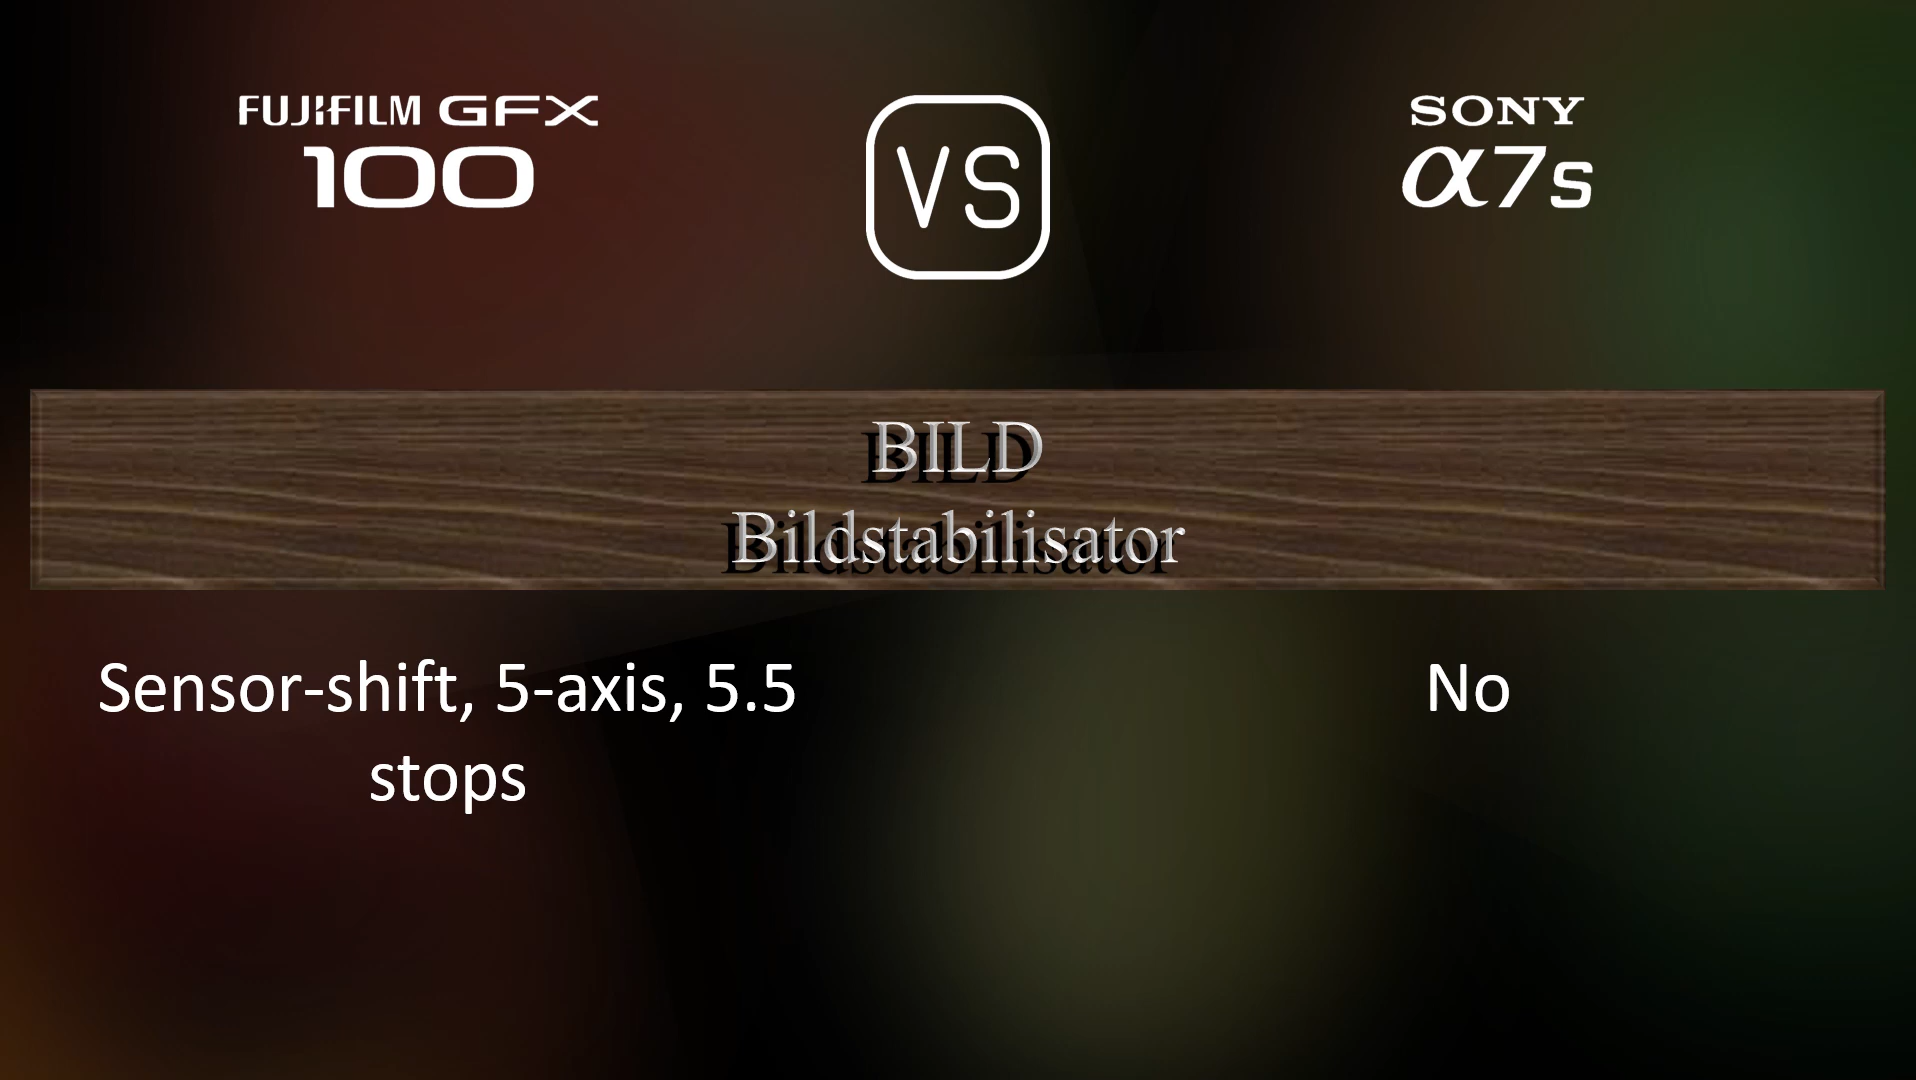 FUJIFILM GFX
100
VS
SONY
α7s
BILD
Bildstabilisator
Sensor-shift, 5-axis, 5.5
stops
No